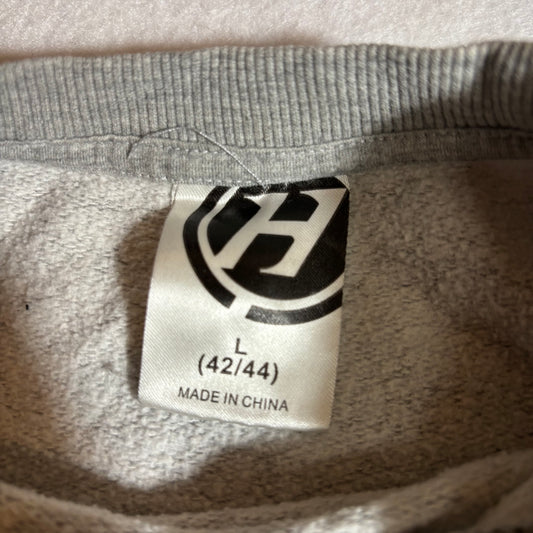 H
L
(42/44)
MADE IN CHINA